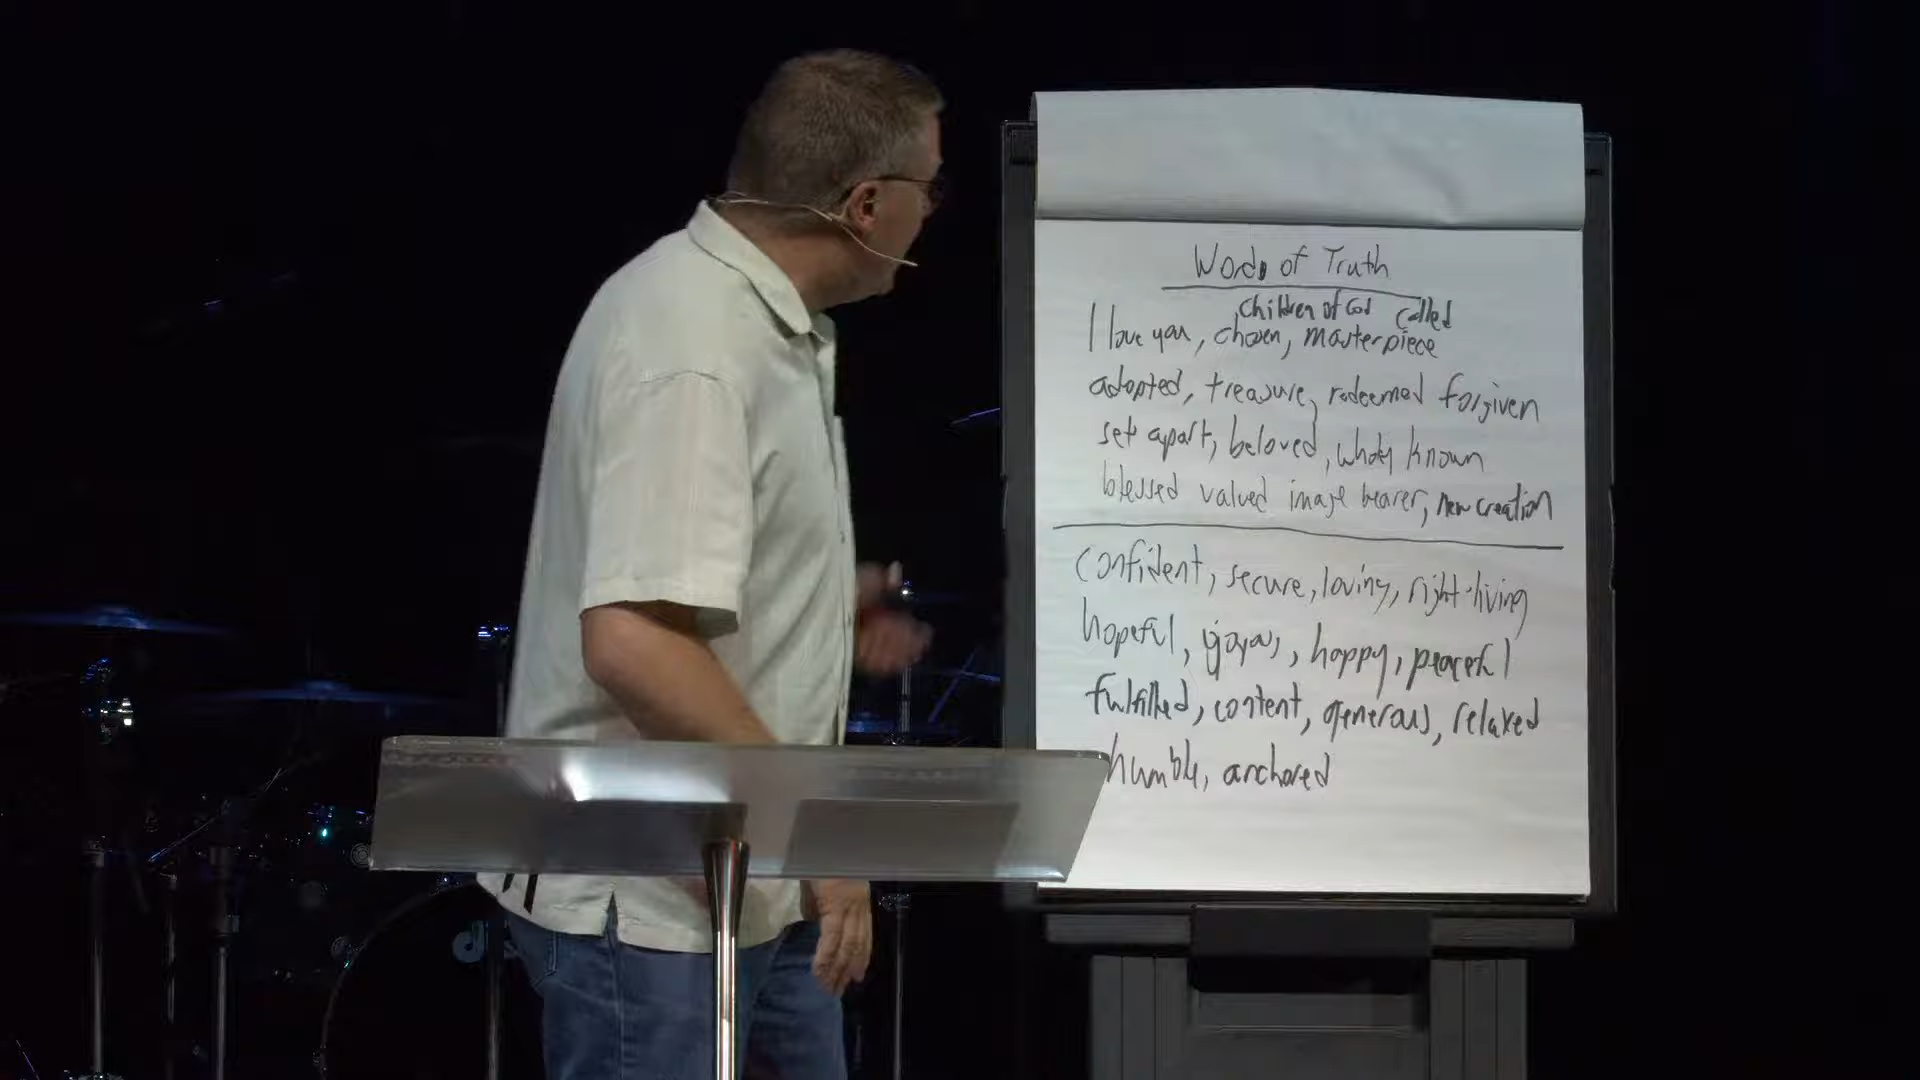 Words of Truth
Children of God called
I love you, chosen, masterpiece
adopted, treasure, redeemed forgiven
set apart, beloved, wholy known
blessed valued image bearer, new creation
confident, secure, loving, right-living
hopeful, joyous, happy, peaceful
fulfilled, content, generous, relaxed
humble, anchored